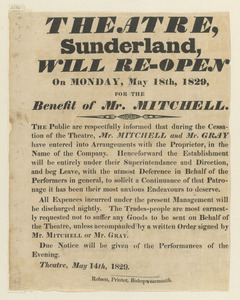 THEATRE,
Sunderland,
WILL RE-OPEN
On MONDAY, May 18th, 1829,
FOR THE
Benefit of Mr. MITCHELL.
THE Public are respectfully informed that during the Cessa-
tion of the Theatre, Mr. MITCHELL and Mr. GRAY
have entered into Arrangements with the Proprietor, in the
Name of the Company. Henceforward the Establishment
will be entirely under their Superintendance and Direction,
and beg Leave, with the utmost Deference in Behalf of the
Performers in general, to solicit a Continuance of that Patro-
nage it has been their most anxious Endeavours to deserve.
All Expences incurred under the present Management will
be discharged nightly. The Trades-people are most earnest-
ly requested not to suffer any Goods to be sent on Behalf of
the Theatre, unless accompanied by a written Order signed by
Mr. MITCHELL or Mr. GRAY.
Due Notice will be given of the Performances of the
Evening.
Theatre, May 14th, 1829.
Robson, Printer, Bishopwearmouth.